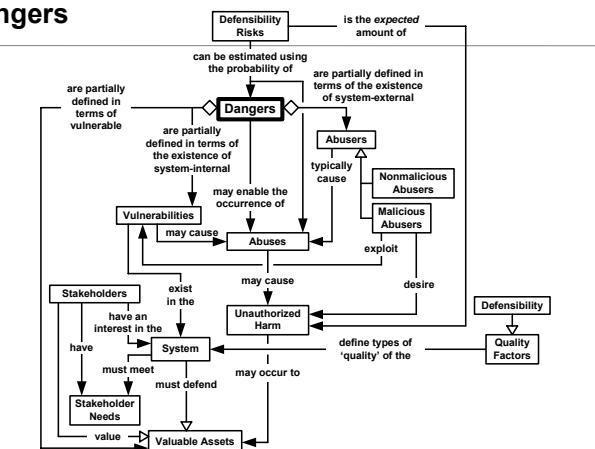 ngers
Defensibility
Risks
is the expected
amount of
can be estimated using
the probability of
are partially
defined in
terms of
vulnerable
are partially defined in
terms of the existence
of system-external
Dangers
are partially
defined in terms of
the existence of
system-internal
Abusers
typically
cause
Nonmalicious
Abusers
may enable the
occurrence of
Vulnerabilities
Malicious
Abusers
may cause
Abuses
exploit
may cause
exist
in the
desire
Stakeholders
have an
interest in the
Unauthorized
Harm
Defensibility
have
System
define types of
‘quality’ of the
Quality
Factors
must meet
must defend
may occur to
Stakeholder
Needs
value
Valuable Assets